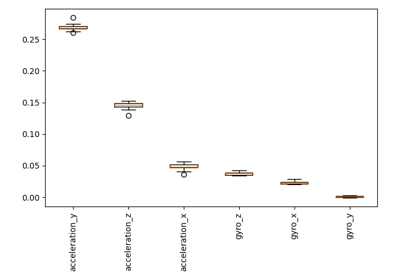 0.25
0.20
0.15
0.10
0.05
0.00
acceleration_y
acceleration_z
acceleration_x
gyro_z
gyro_x
gyro_y